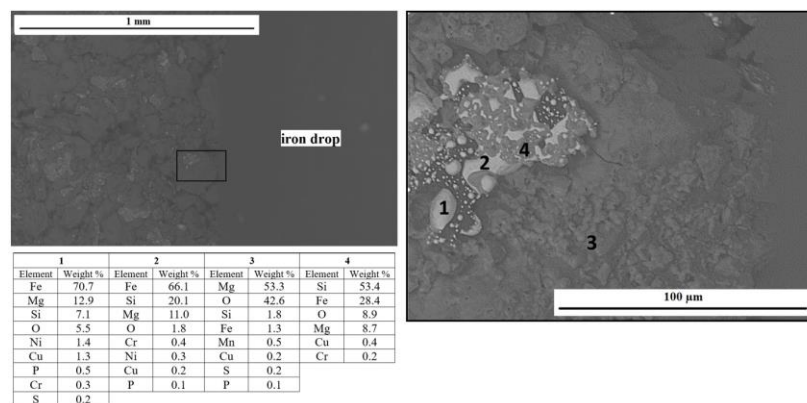 1 mm
iron drop
4
2
1
3
100 µm
1 2 3 4
Element Weight % Element Weight % Element Weight % Element Weight %
Fe 70.7 Fe 66.1 Mg 53.3 Si 53.4
Mg 12.9 Si 20.1 O 42.6 Fe 28.4
Si 7.1 Mg 11.0 Si 1.8 O 8.9
O 5.5 O 1.8 Fe 1.3 Mg 8.7
Ni 1.4 Cr 0.4 Mn 0.5 Cu 0.4
Cu 1.3 Ni 0.3 Cu 0.2 Cr 0.2
P 0.5 Cu 0.2 S 0.2
Cr 0.3 P 0.1 P 0.1
S 0.2